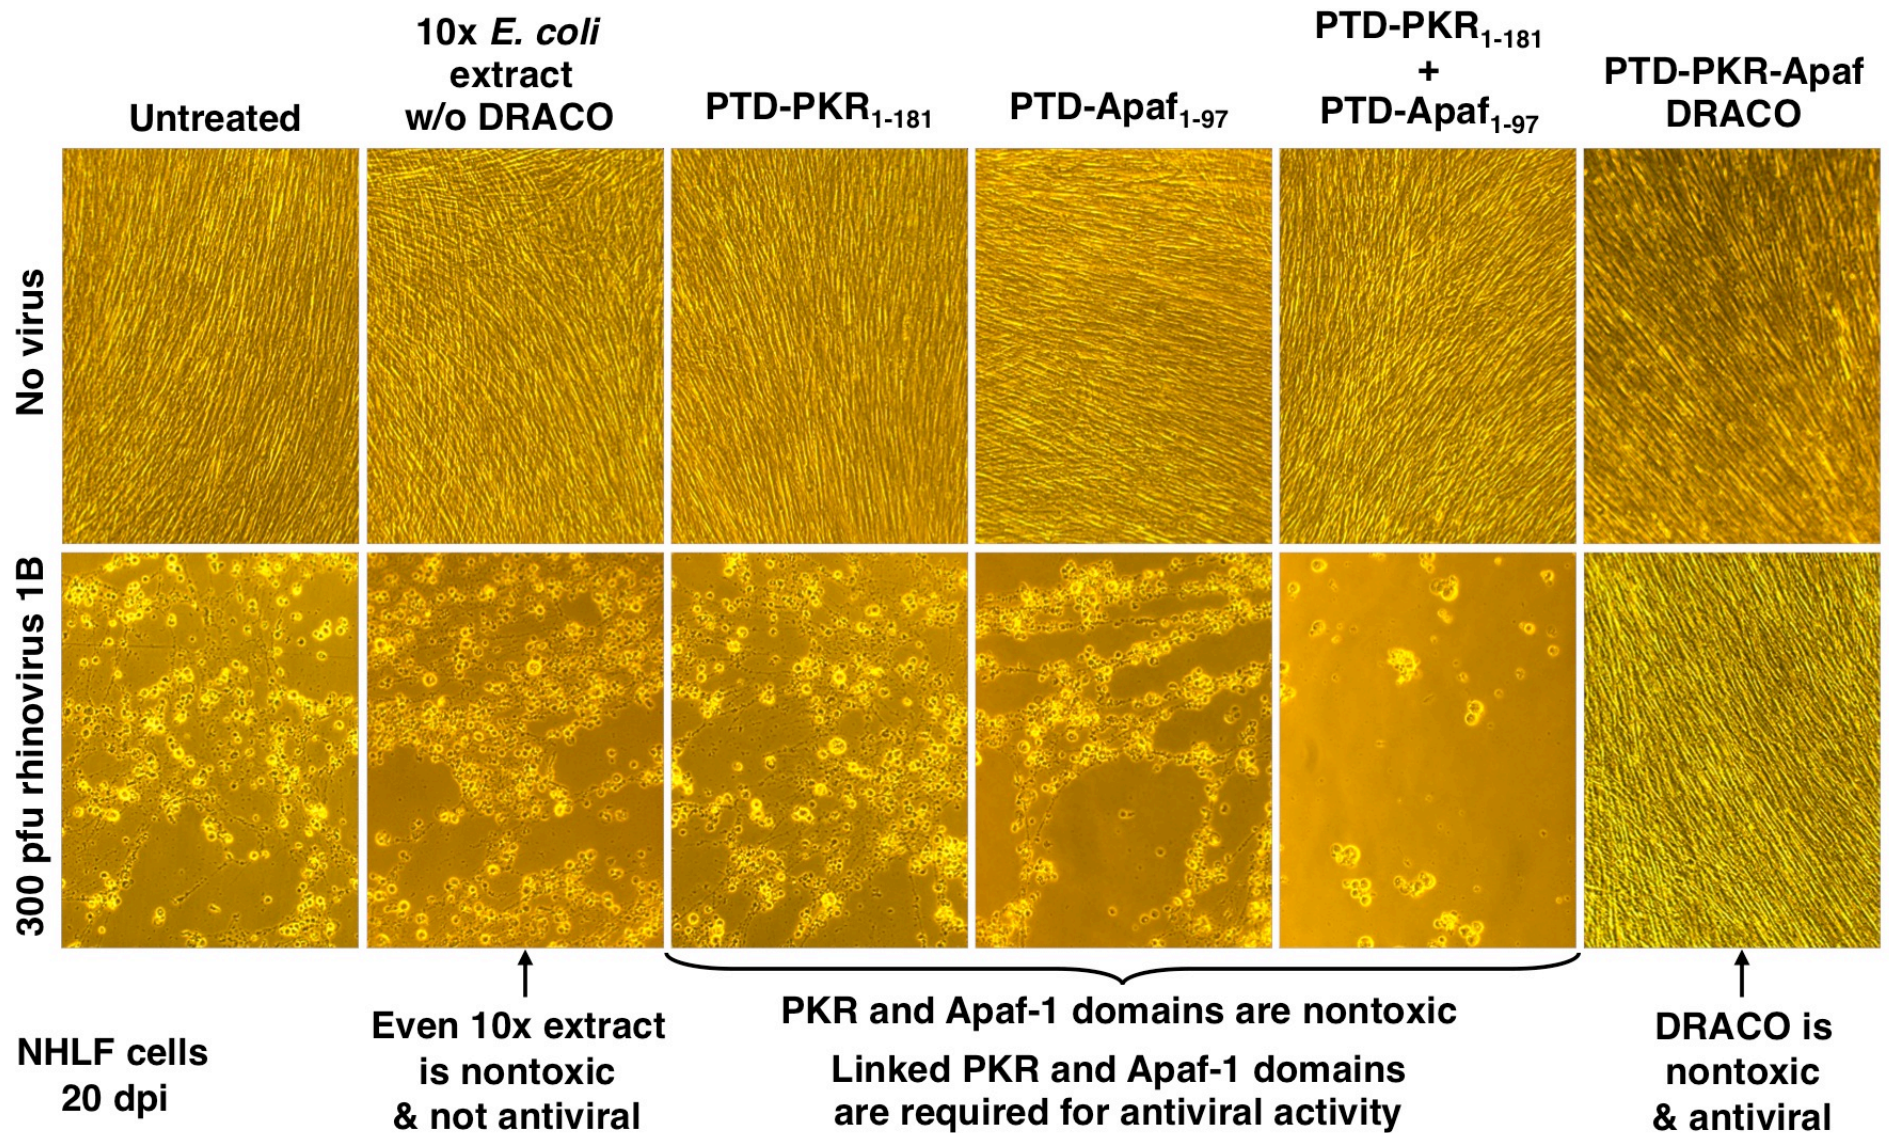 Untreated
10x E. coli
extract
w/o DRACO
PTD-PKR1-181
PTD-Apaf1-97
PTD-PKR1-181
+
PTD-Apaf1-97
PTD-PKR-Apaf
DRACO
No virus
300 pfu rhinovirus 1B
NHLF cells
20 dpi
Even 10x extract
is nontoxic
& not antiviral
PKR and Apaf-1 domains are nontoxic
Linked PKR and Apaf-1 domains
are required for antiviral activity
DRACO is
nontoxic
& antiviral